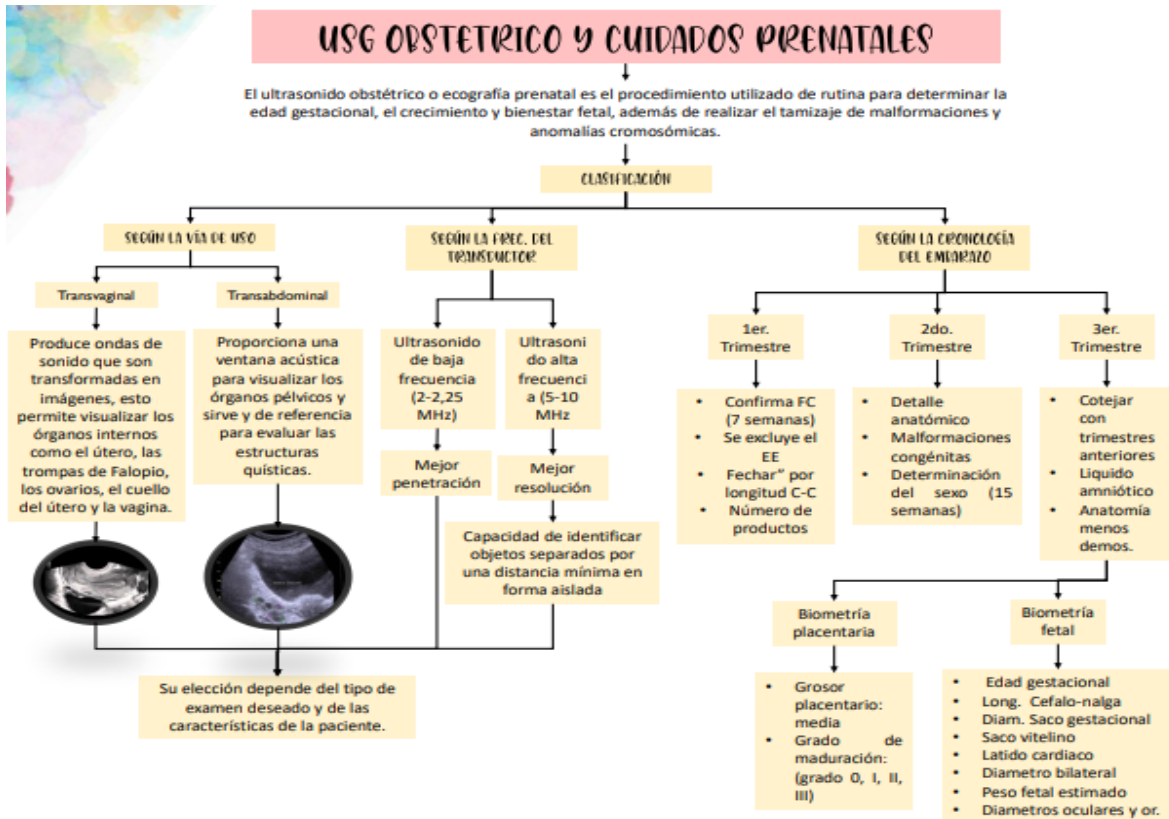 USG OBSTETRICO Y CUIDADOS PRENATALES
El ultrasonido obstétrico o ecografía prenatal es el procedimiento utilizado de rutina para determinar la
edad gestacional, el crecimiento y bienestar fetal, además de realizar el tamizaje de malformaciones y
anomalías cromosómicas.
CLASIFICACIÓN
SEGÚN LA VÍA DE USO
Transvaginal
Produce ondas de
sonido que son
transformadas en
imágenes, esto
permite visualizar los
órganos internos
como el útero, las
trompas de Falopio,
los ovarios, el cuello
del útero y la vagina.
Transabdominal
Proporciona una
ventana acústica
para visualizar los
órganos pélvicos y
sirve y de referencia
para evaluar las
estructuras
quísticas.
SEGÚN LA FREC. DEL
TRANSDUCTOR
Ultrasonido
de baja
frecuencia
(2-2,25
MHz)
Mejor
penetración
Ultrasoni
do alta
frecuenci
a (5-10
MHz
Mejor
resolución
Capacidad de identificar
objetos separados por
una distancia mínima en
forma aislada
Su elección depende del tipo de
examen deseado y de las
características de la paciente.
SEGÚN LA CRONOLOGÍA
DEL EMBARAZO
1er.
Trimestre
• Confirma FC
(7 semanas)
• Se excluye el
EE
• Fechar” por
longitud C-C
• Número de
productos
2do.
Trimestre
• Detalle
anatómico
• Malformaciones
congénitas
• Determinación
del sexo (15
semanas)
3er.
Trimestre
• Cotejar
con
trimestres
anteriores
• Liquido
amniótico
• Anatomía
menos
demos.
Biometría
placentaria
• Grosor
placentario:
media
• Grado de
maduración:
(grado 0, I, II,
III)
Biometría
fetal
• Edad gestacional
• Long. Cefalo-nalga
• Diam. Saco gestacional
• Saco vitelino
• Latido cardiaco
• Diametro bilateral
• Peso fetal estimado
• Diametros oculares y or.